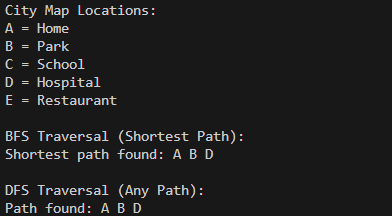 City Map Locations:
A = Home
B = Park
C = School
D = Hospital
E = Restaurant
BFS Traversal (Shortest Path):
Shortest path found: A B D
DFS Traversal (Any Path):
Path found: A B D